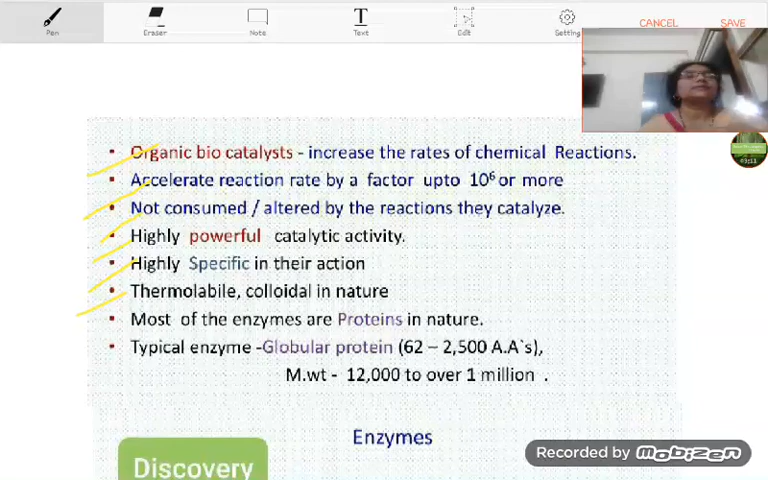 CANCEL SAVE
Pen Eraser Note Text Edit Setting
03:11
Organic bio catalysts - increase the rates of chemical Reactions.
Accelerate reaction rate by a factor upto 10⁶ or more
Not consumed / altered by the reactions they catalyze.
Highly powerful catalytic activity.
Highly Specific in their action
Thermolabile, colloidal in nature
Most of the enzymes are Proteins in nature.
Typical enzyme -Globular protein (62 – 2,500 A.A`s),
M.wt - 12,000 to over 1 million .
Enzymes
Discovery
Recorded by Mobizen